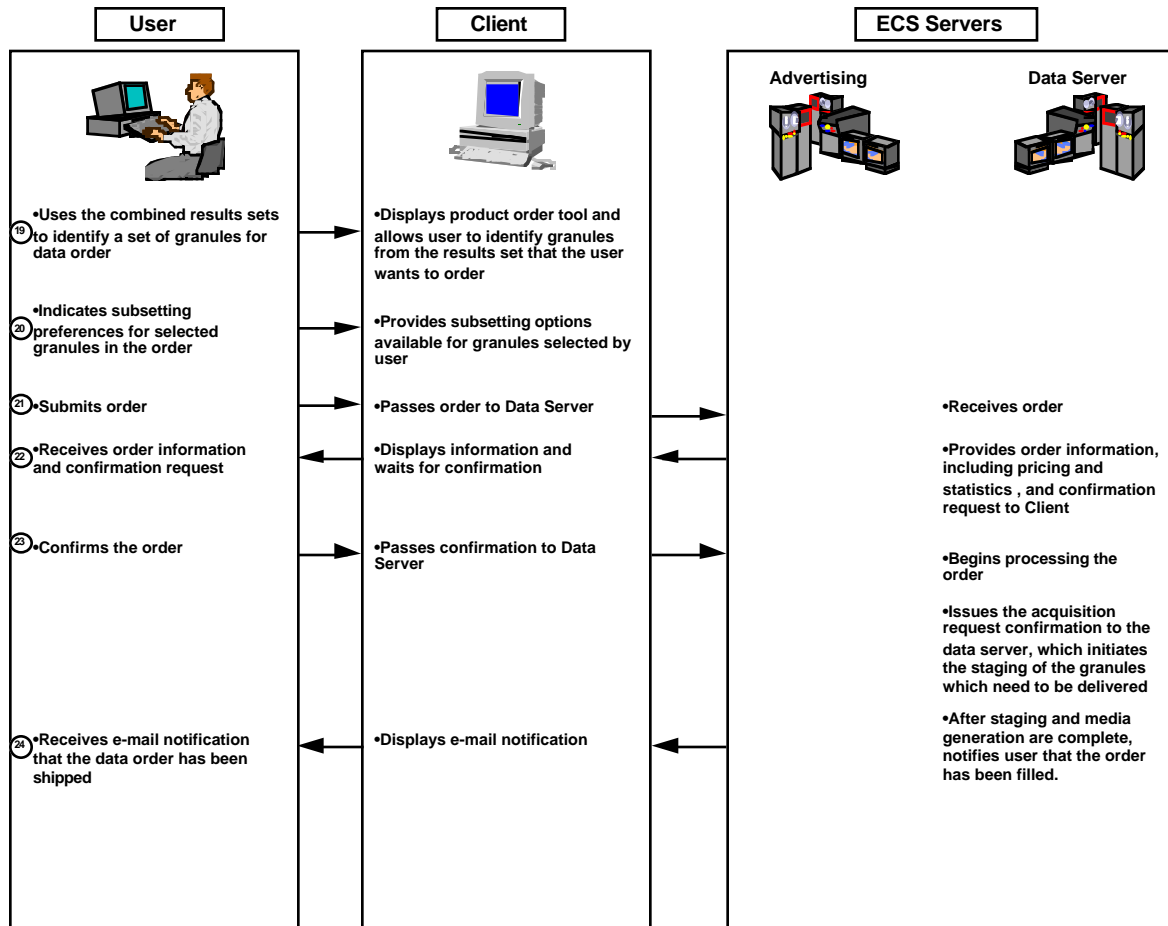 User
Client
ECS Servers
Advertising
Data Server
19
•Uses the combined results sets
to identify a set of granules for
data order
•Displays product order tool and
allows user to identify granules
from the results set that the user
wants to order
20
•Indicates subsetting
preferences for selected
granules in the order
•Provides subsetting options
available for granules selected by
user
21
•Submits order
•Passes order to Data Server
•Receives order
22
•Receives order information
and confirmation request
•Displays information and
waits for confirmation
•Provides order information,
including pricing and
statistics , and confirmation
request to Client
23
•Confirms the order
•Passes confirmation to Data
Server
•Begins processing the
order
•Issues the acquisition
request confirmation to the
data server, which initiates
the staging of the granules
which need to be delivered
24
•Receives e-mail notification
that the data order has been
shipped
•Displays e-mail notification
•After staging and media
generation are complete,
notifies user that the order
has been filled.